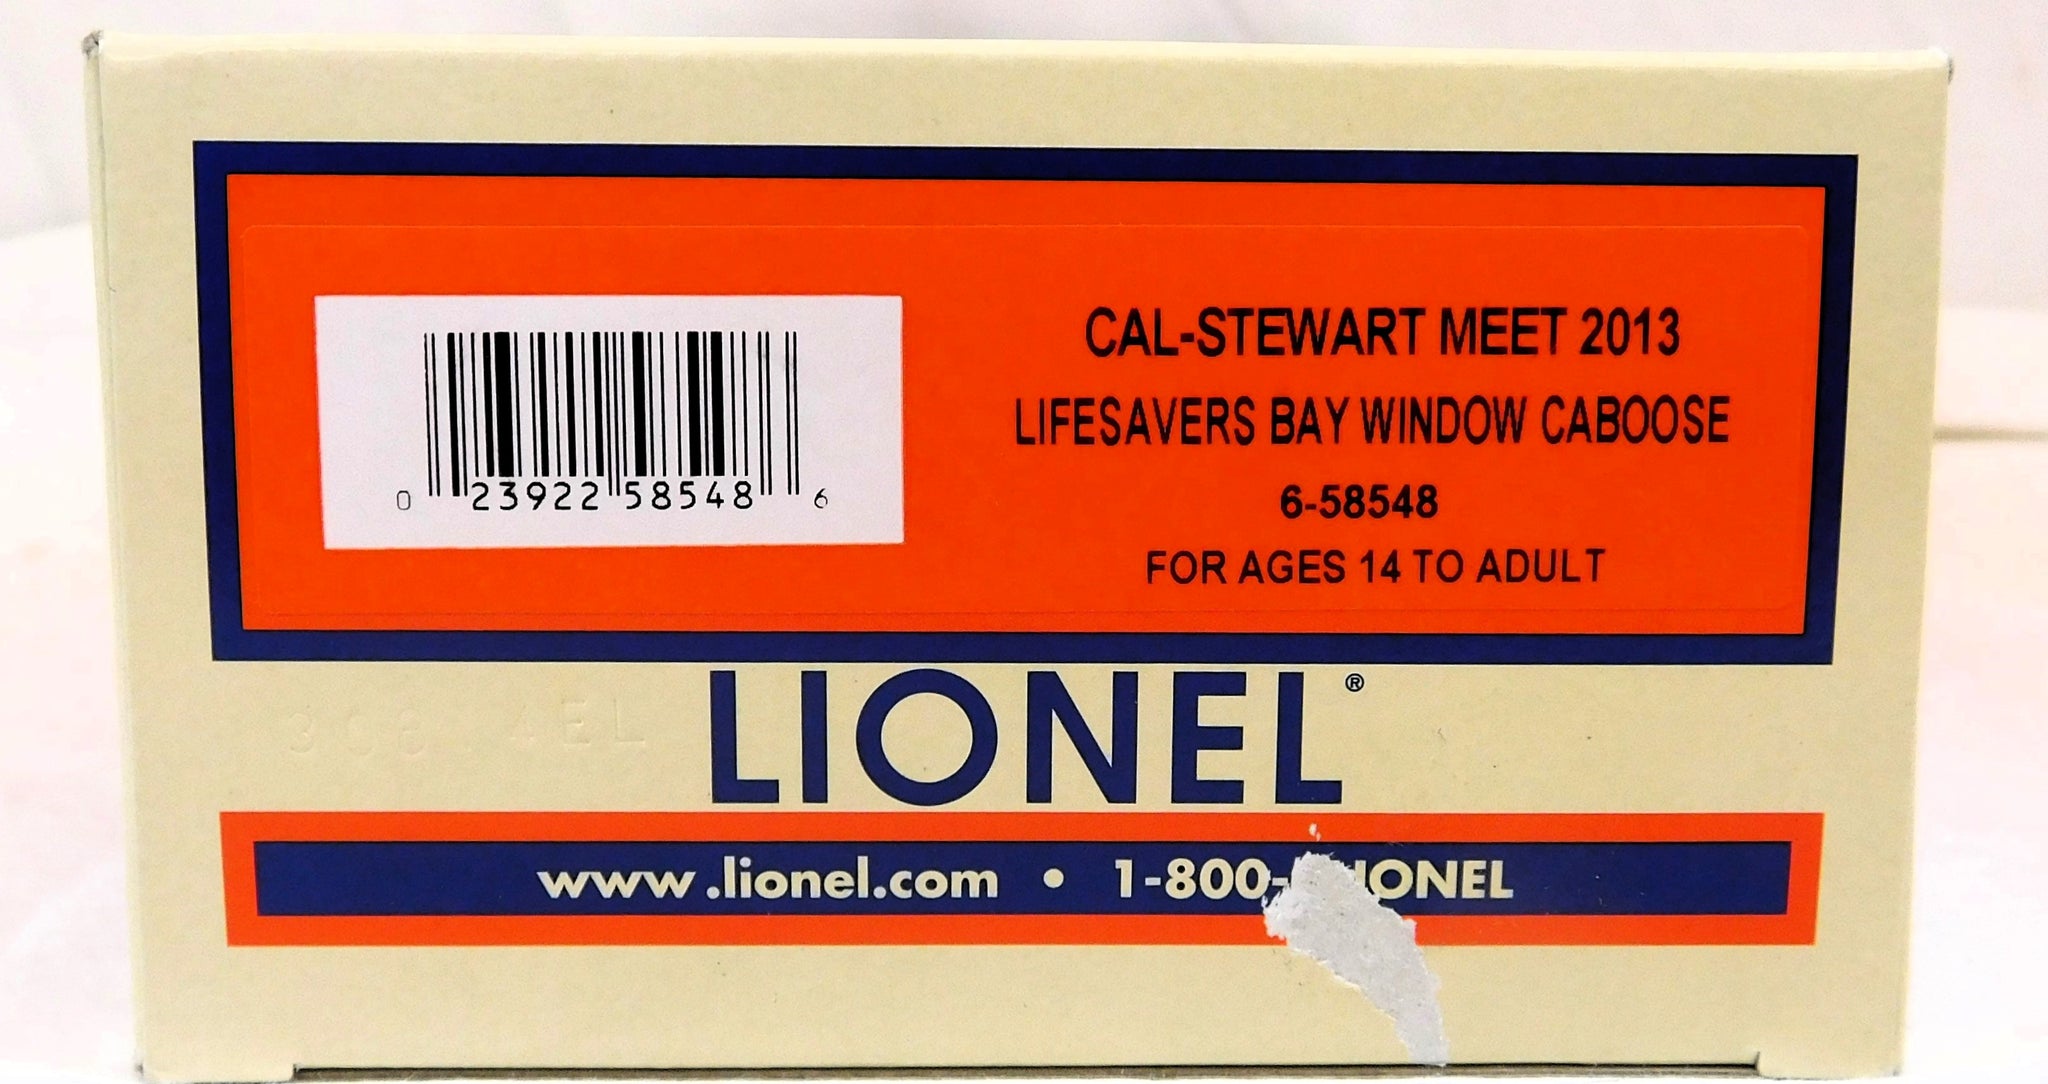 CAL-STEWART MEET 2013
LIFESAVERS BAY WINDOW CABOOSE
6-58548
FOR AGES 14 TO ADULT
0 23922 58548 6
LIONEL®
www.lionel.com • 1-800- IONEL